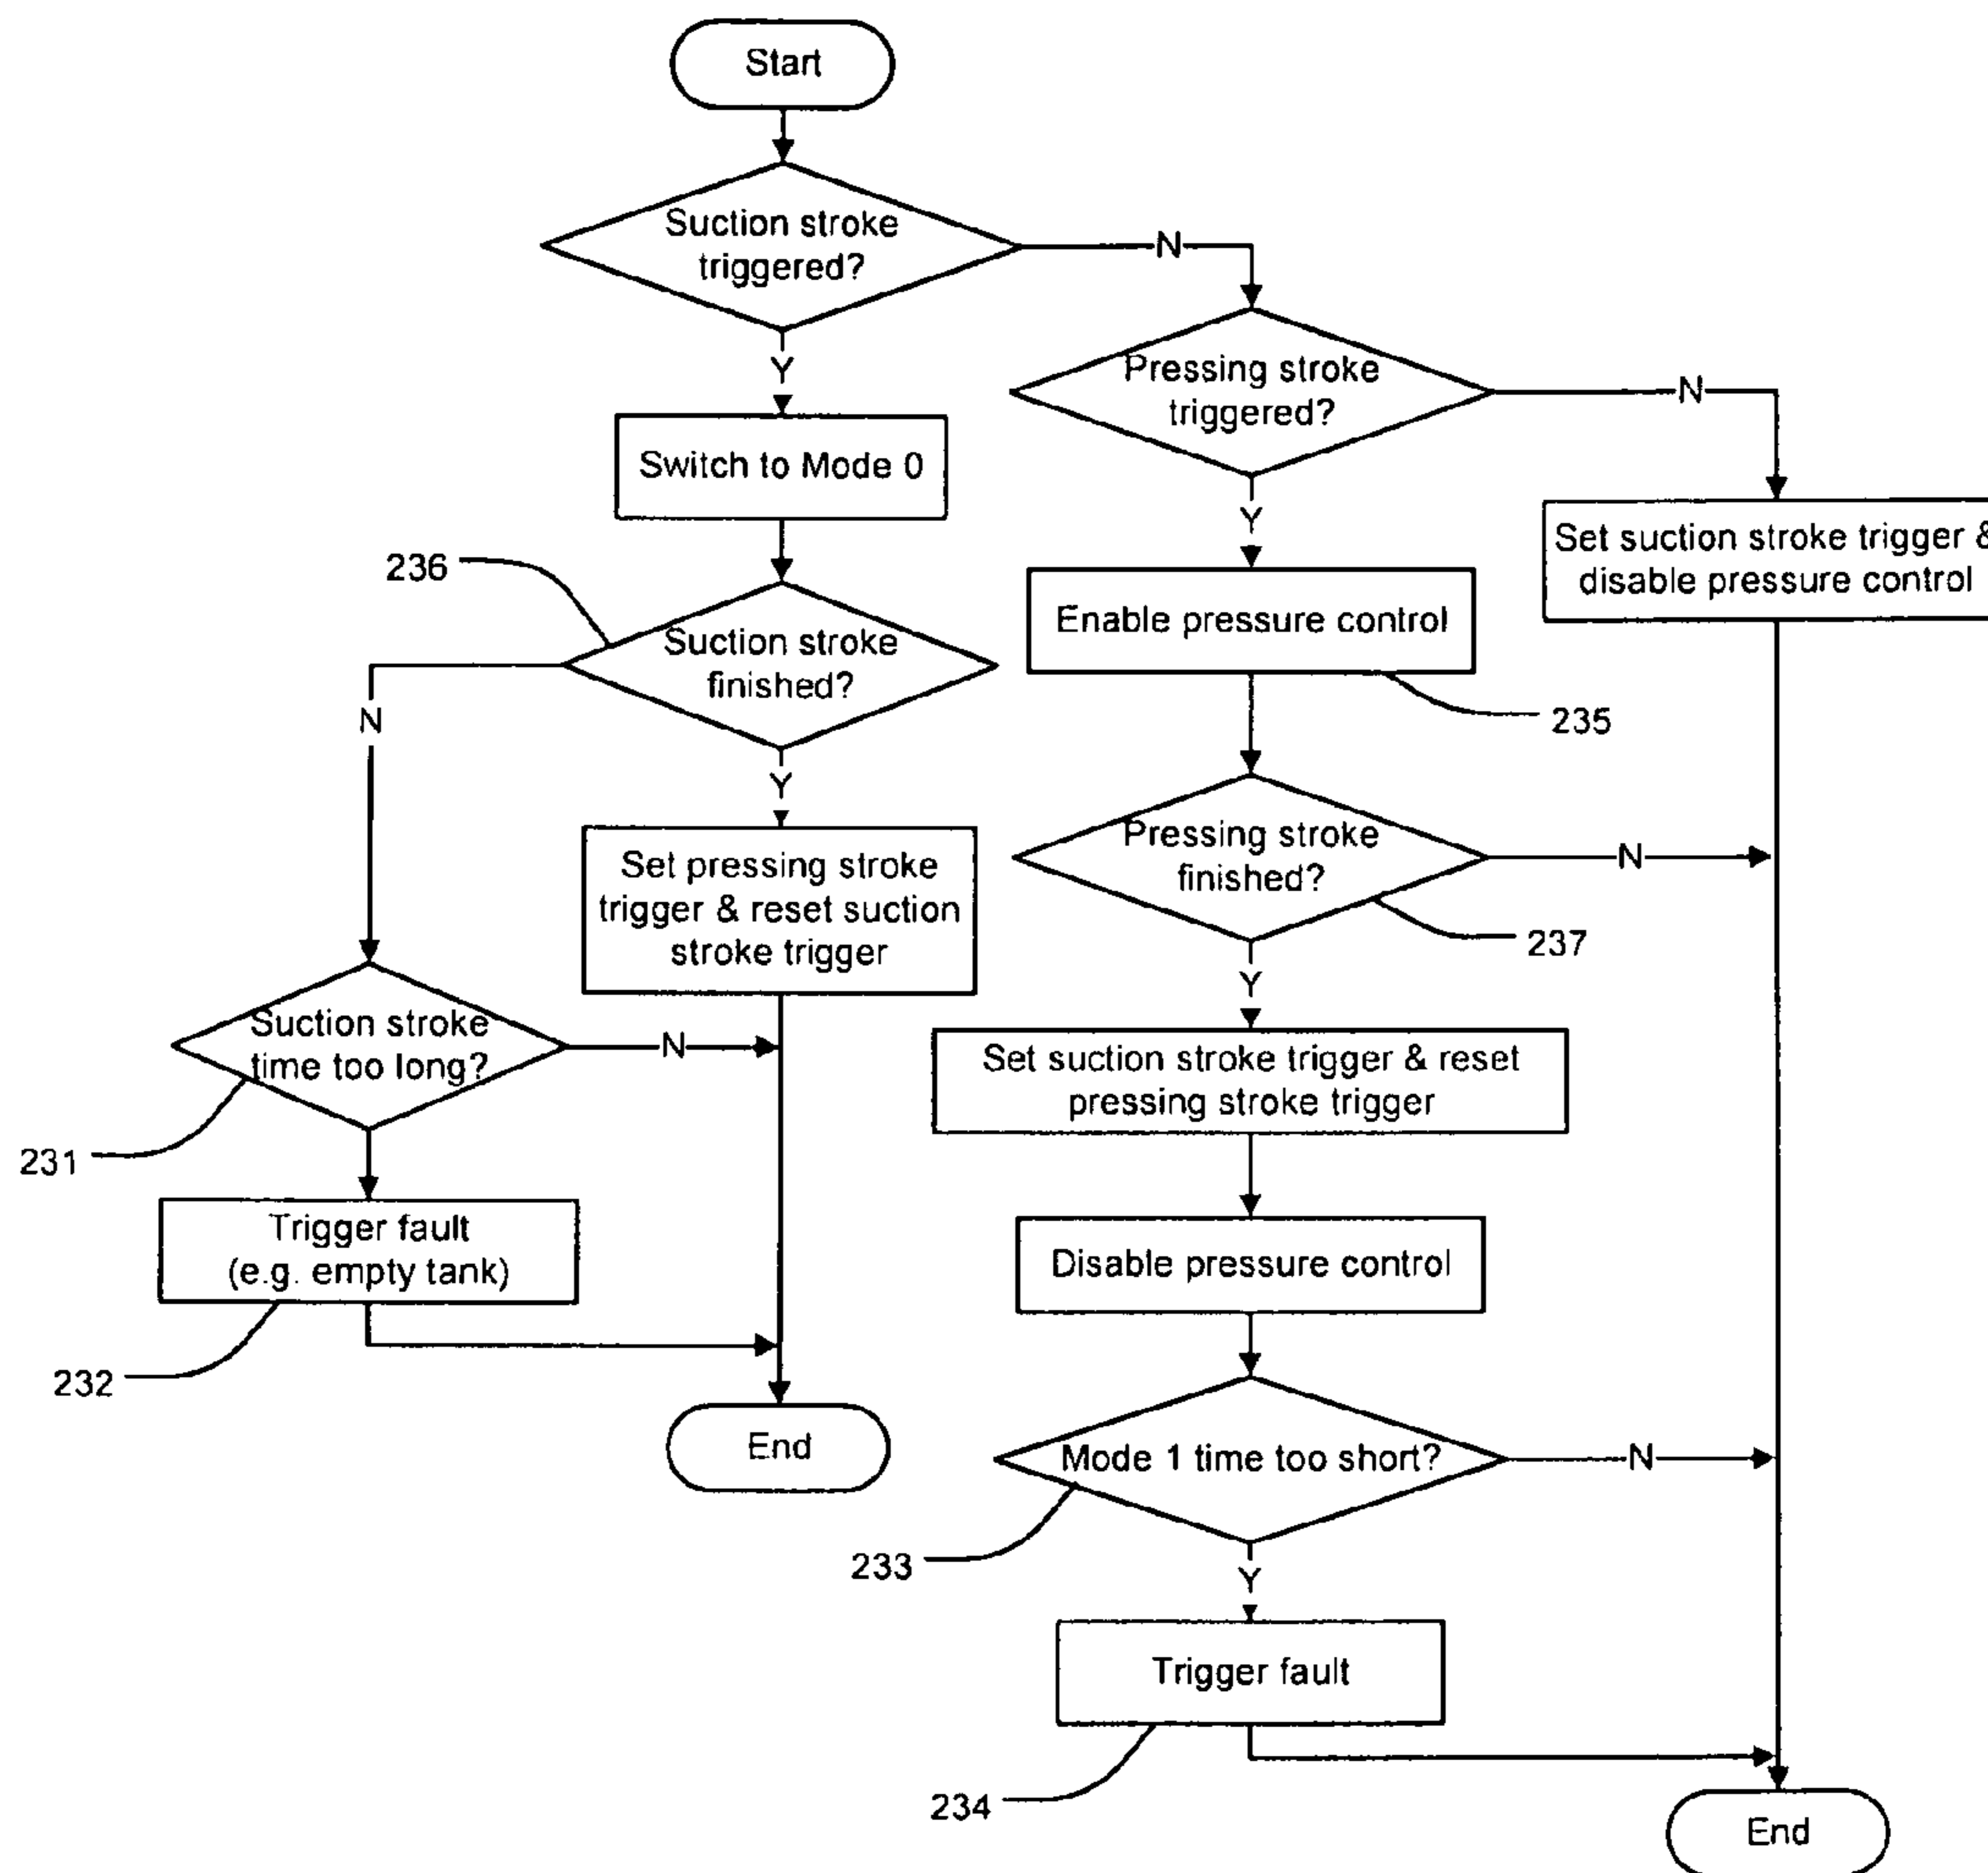 Start
Suction stroke
triggered?
N
Y
Pressing stroke
triggered?
N
Y
Switch to Mode 0
Set suction stroke trigger &
disable pressure control
236
Suction stroke
finished?
N
Y
Enable pressure control
235
Pressing stroke
finished?
N
237
Y
Set pressing stroke
trigger & reset suction
stroke trigger
Suction stroke
time too long?
N
231
Set suction stroke trigger & reset
pressing stroke trigger
Trigger fault
(e.g. empty tank)
232
Disable pressure control
End
Mode 1 time too short?
N
233
Y
Trigger fault
234
End